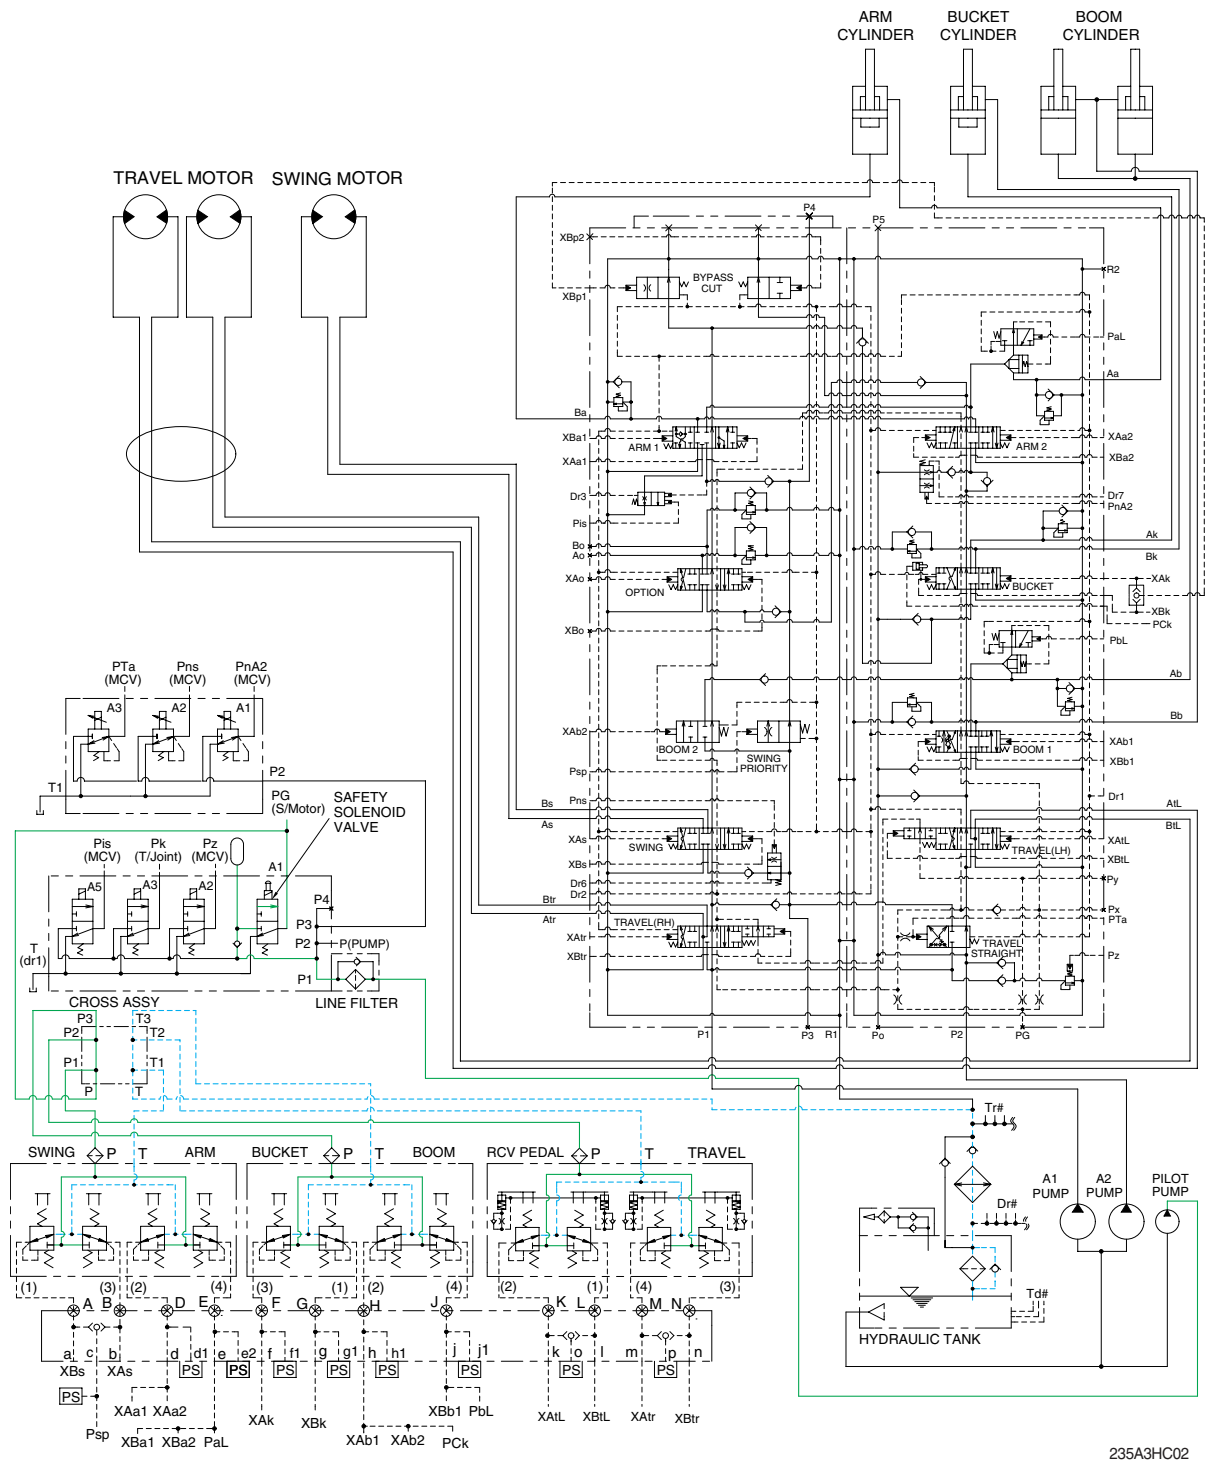 ARM
CYLINDER
BUCKET
CYLINDER
BOOM
CYLINDER
TRAVEL MOTOR
SWING MOTOR
P4
P5
XBp2
BYPASS
CUT
R2
XBp1
PaL
Aa
Ba
XBa1
ARM 1
ARM 2
XAa2
XAa1
XBa2
Dr3
Dr7
PnA2
Pis
Bo
Ao
Ak
Bk
XAo
OPTION
BUCKET
XAk
XBk
PCk
XBo
PbL
Ab
Bb
XAb2
BOOM 2
SWING
PRIORITY
BOOM 1
XAb1
XBb1
Psp
Pns
Dr1
Bs
As
AtL
BtL
XAs
SWING
TRAVEL(LH)
XAtL
XBs
XBtL
Dr6
Dr2
Py
Btr
Atr
TRAVEL(RH)
Px
PTa
XAtr
TRAVEL
STRAIGHT
XBtr
Pz
P1
P3
R1
Po
P2
PG
PTa
(MCV)
Pns
(MCV)
PnA2
(MCV)
A3
A2
A1
P2
T1
PG
(S/Motor)
SAFETY
SOLENOID
VALVE
Pis
(MCV)
Pk
(T/Joint)
Pz
(MCV)
A1
A5
A3
A2
P4
P3
P2
P(PUMP)
T
(dr1)
P1
LINE FILTER
CROSS ASSY
P3
T3
P2
T2
P1
T1
P
T
SWING
P
T
ARM
BUCKET
P
T
BOOM
RCV PEDAL
P
T
TRAVEL
(1)
(3)
(2)
(4)
(3)
(1)
(2)
(4)
(2)
(1)
(4)
(3)
A
B
D
E
F
G
H
J
K
L
M
N
a
c
b
d
d1
e
e2
f
f1
g
g1
h
h1
j
j1
k
o
l
m
p
n
XBs
XAs
PS
PS
PS
PS
PS
PS
PS
PS
PS
Psp
XAa1
XAa2
XBa1
XBa2
PaL
XAk
XBk
XAb1
XAb2
PCk
XBb1
PbL
XAtL
XBtL
XAtr
XBtr
Tr#
Dr#
Td#
HYDRAULIC TANK
A1
PUMP
A2
PUMP
PILOT
PUMP
235A3HC02